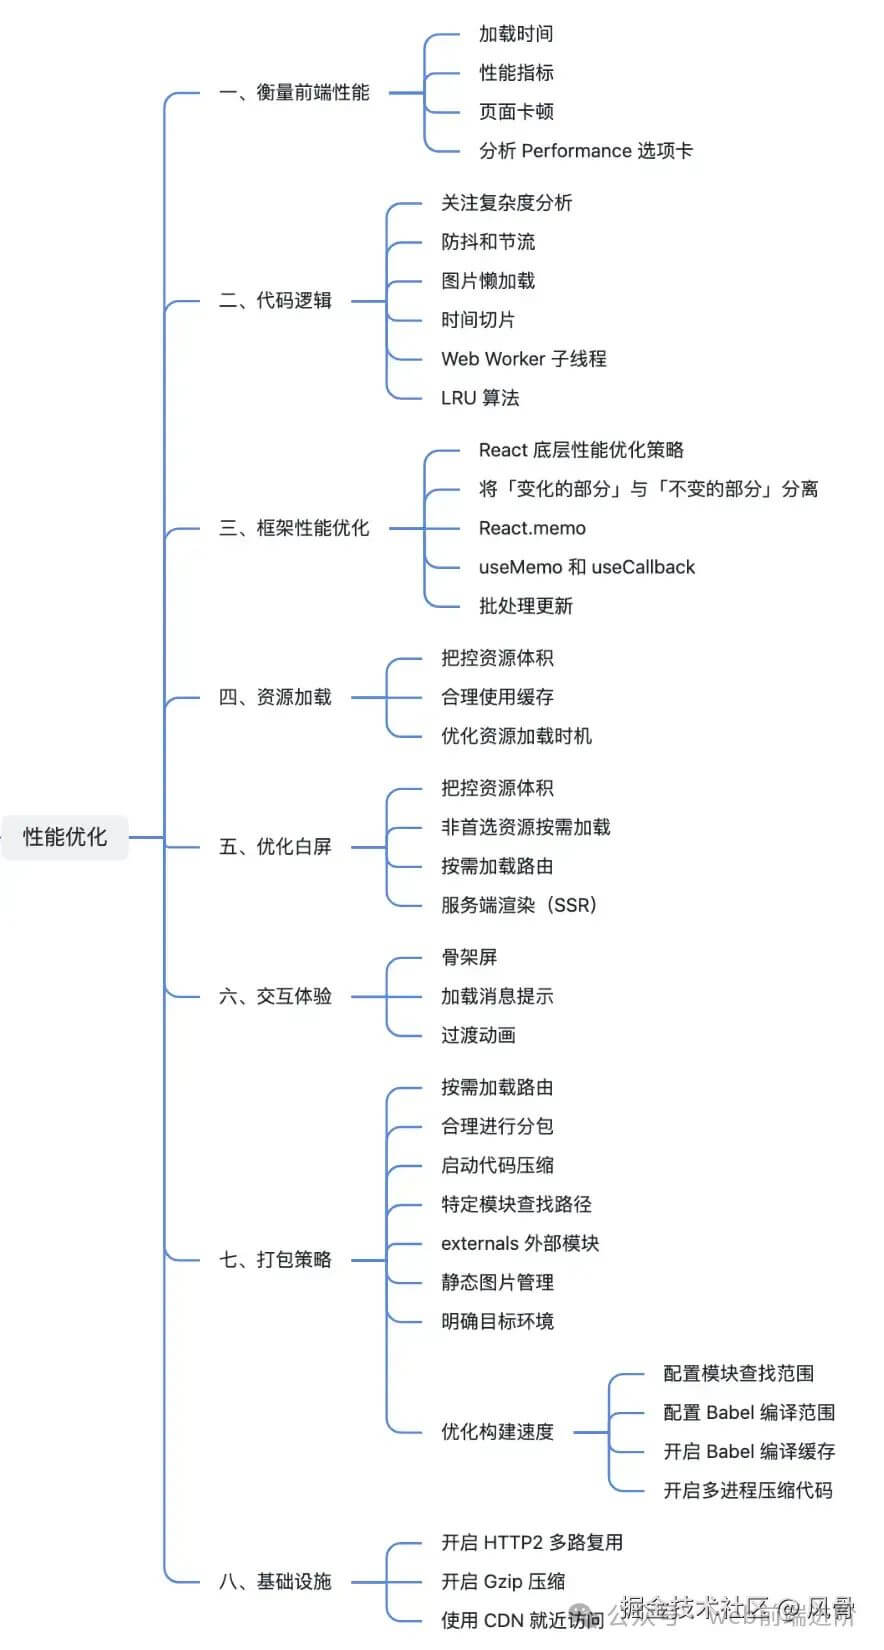 性能优化
一、衡量前端性能
加载时间
性能指标
页面卡顿
分析 Performance 选项卡
二、代码逻辑
关注复杂度分析
防抖和节流
图片懒加载
时间切片
Web Worker 子线程
LRU 算法
三、框架性能优化
React 底层性能优化策略
将「变化的部分」与「不变的部分」分离
React.memo
useMemo 和 useCallback
批处理更新
四、资源加载
把控资源体积
合理使用缓存
优化资源加载时机
五、优化白屏
把控资源体积
非首选资源按需加载
按需加载路由
服务端渲染（SSR）
六、交互体验
骨架屏
加载消息提示
过渡动画
七、打包策略
按需加载路由
合理进行分包
启动代码压缩
特定模块查找路径
externals 外部模块
静态图片管理
明确目标环境
优化构建速度
配置模块查找范围
配置 Babel 编译范围
开启 Babel 编译缓存
开启多进程压缩代码
八、基础设施
开启 HTTP2 多路复用
开启 Gzip 压缩
使用 CDN 就近访问
掘金技术社区 @ 风骨
公众号 · web前端进阶